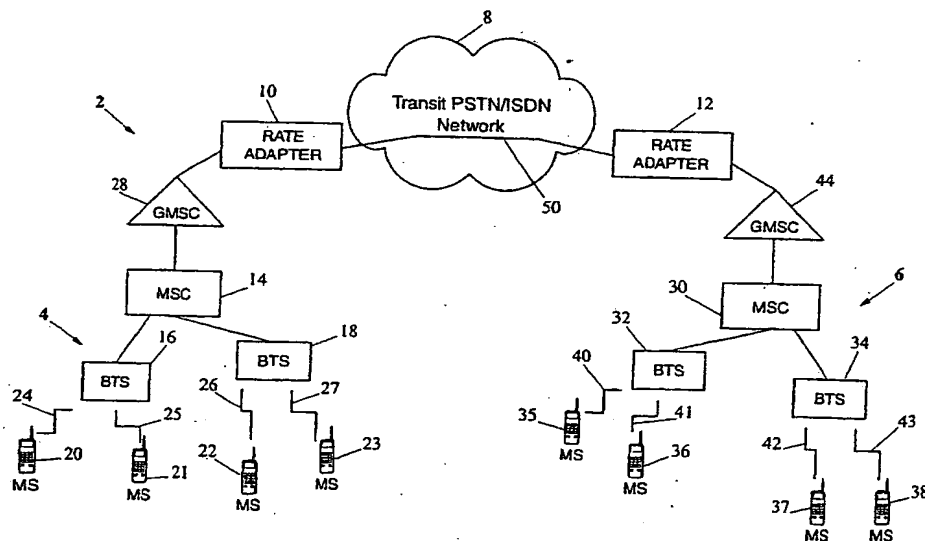 8
2
10
Transit PSTN/ISDN
Network
12
RATE
ADAPTER
RATE
ADAPTER
28
GMSC
50
44
GMSC
MSC
14
30
MSC
6
4
16
BTS
18
BTS
32
BTS
34
BTS
24
25
26
27
40
41
42
43
20
MS
21
MS
22
MS
23
MS
35
MS
36
MS
37
MS
38
MS